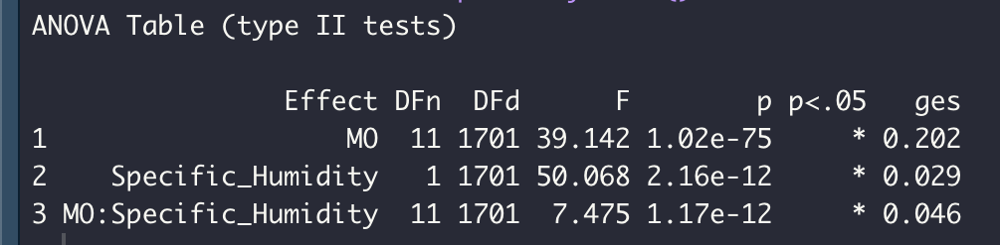 ANOVA Table (type II tests)
Effect DFn DFd F p p<.05 ges
1 MO 11 1701 39.142 1.02e-75 * 0.202
2 Specific_Humidity 1 1701 50.068 2.16e-12 * 0.029
3 MO:Specific_Humidity 11 1701 7.475 1.17e-12 * 0.046